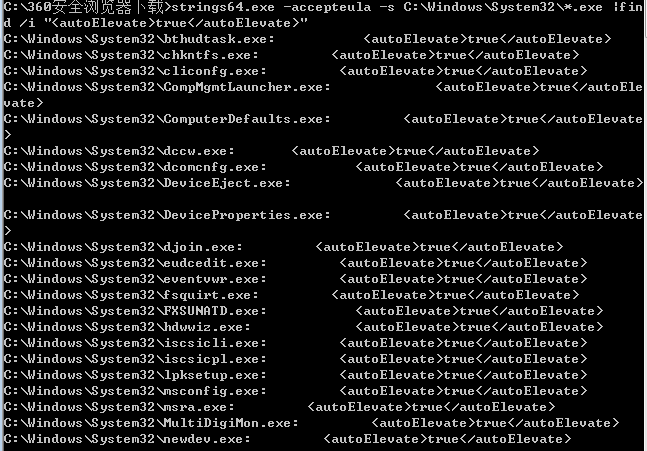 C:\360安全浏览器下载>strings64.exe -accepteula -s C:\Windows\System32\*.exe |fin
d /i "<autoElevate>true</autoElevate>"
C:\Windows\System32\bthudtask.exe: <autoElevate>true</autoElevate>
C:\Windows\System32\chkntfs.exe: <autoElevate>true</autoElevate>
C:\Windows\System32\cliconfg.exe: <autoElevate>true</autoElevate>
C:\Windows\System32\CompMgmtLauncher.exe: <autoElevate>true</autoEle
vate>
C:\Windows\System32\ComputerDefaults.exe: <autoElevate>true</autoElevate
>
C:\Windows\System32\dccw.exe: <autoElevate>true</autoElevate>
C:\Windows\System32\dcomcnfg.exe: <autoElevate>true</autoElevate>
C:\Windows\System32\DeviceEject.exe: <autoElevate>true</autoElevate>
C:\Windows\System32\DeviceProperties.exe: <autoElevate>true</autoElevate
>
C:\Windows\System32\djoin.exe: <autoElevate>true</autoElevate>
C:\Windows\System32\eudcedit.exe: <autoElevate>true</autoElevate>
C:\Windows\System32\eventvwr.exe: <autoElevate>true</autoElevate>
C:\Windows\System32\fsquirt.exe: <autoElevate>true</autoElevate>
C:\Windows\System32\FXSUNATD.exe: <autoElevate>true</autoElevate>
C:\Windows\System32\hdwwiz.exe: <autoElevate>true</autoElevate>
C:\Windows\System32\iscsicli.exe: <autoElevate>true</autoElevate>
C:\Windows\System32\iscsicpl.exe: <autoElevate>true</autoElevate>
C:\Windows\System32\lpksetup.exe: <autoElevate>true</autoElevate>
C:\Windows\System32\msconfig.exe: <autoElevate>true</autoElevate>
C:\Windows\System32\msra.exe: <autoElevate>true</autoElevate>
C:\Windows\System32\MultiDigiMon.exe: <autoElevate>true</autoElevate>
C:\Windows\System32\newdev.exe: <autoElevate>true</autoElevate>